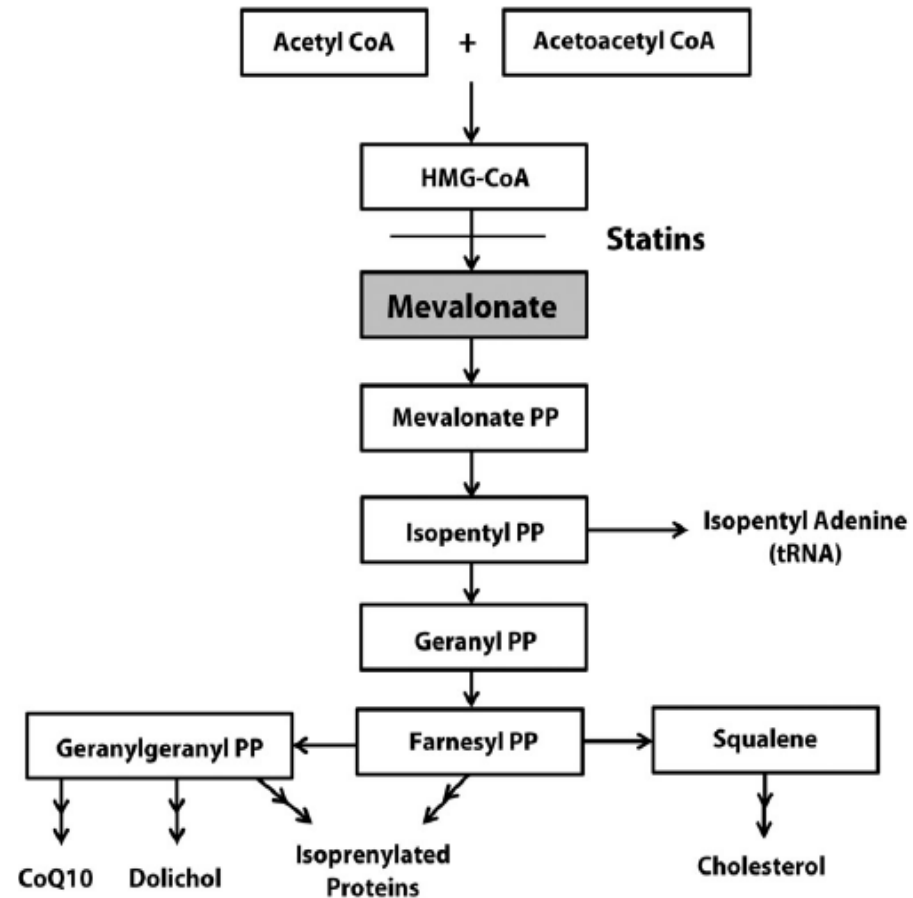 Acetyl CoA + Acetoacetyl CoA
HMG-CoA
Statins
Mevalonate
Mevalonate PP
Isopentyl PP
Isopentyl Adenine
(tRNA)
Geranyl PP
Geranylgeranyl PP
Farnesyl PP
Squalene
CoQ10
Dolichol
Isoprenylated
Proteins
Cholesterol